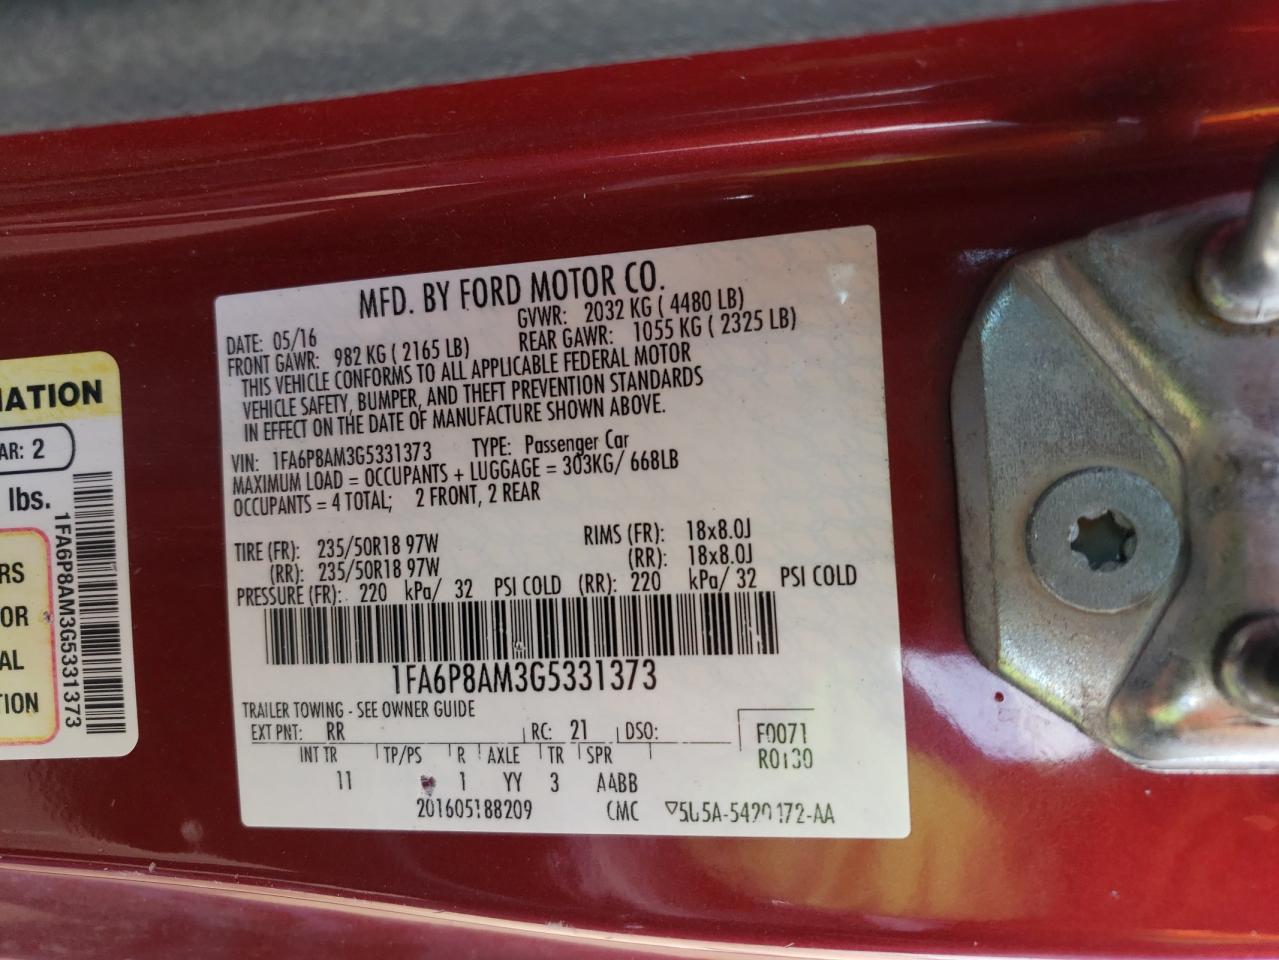 MFD. BY FORD MOTOR CO.
DATE: 05/16 GVWR: 2032 KG ( 4480 LB)
FRONT GAWR: 982 KG ( 2165 LB) REAR GAWR: 1055 KG ( 2325 LB)
THIS VEHICLE CONFORMS TO ALL APPLICABLE FEDERAL MOTOR
VEHICLE SAFETY, BUMPER, AND THEFT PREVENTION STANDARDS
IN EFFECT ON THE DATE OF MANUFACTURE SHOWN ABOVE.
VIN: 1FA6P8AM3G5331373 TYPE: Passenger Car
MAXIMUM LOAD = OCCUPANTS + LUGGAGE = 303KG/ 668LB
OCCUPANTS = 4 TOTAL; 2 FRONT, 2 REAR
TIRE (FR): 235/50R18 97W RIMS (FR): 18x8.0J
(RR): 235/50R18 97W (RR): 18x8.0J
PRESSURE (FR): 220 kPa/ 32 PSI COLD (RR): 220 kPa/ 32 PSI COLD
1FA6P8AM3G5331373
TRAILER TOWING - SEE OWNER GUIDE
EXT PNT: RR RC: 21 DSO: F0071
R0130
INT TR TP/PS R AXLE TR SPR
11 1 YY 3 AABB
201605188209 CMC
AR: 2
lbs.
1FA6P8AM3G5331373